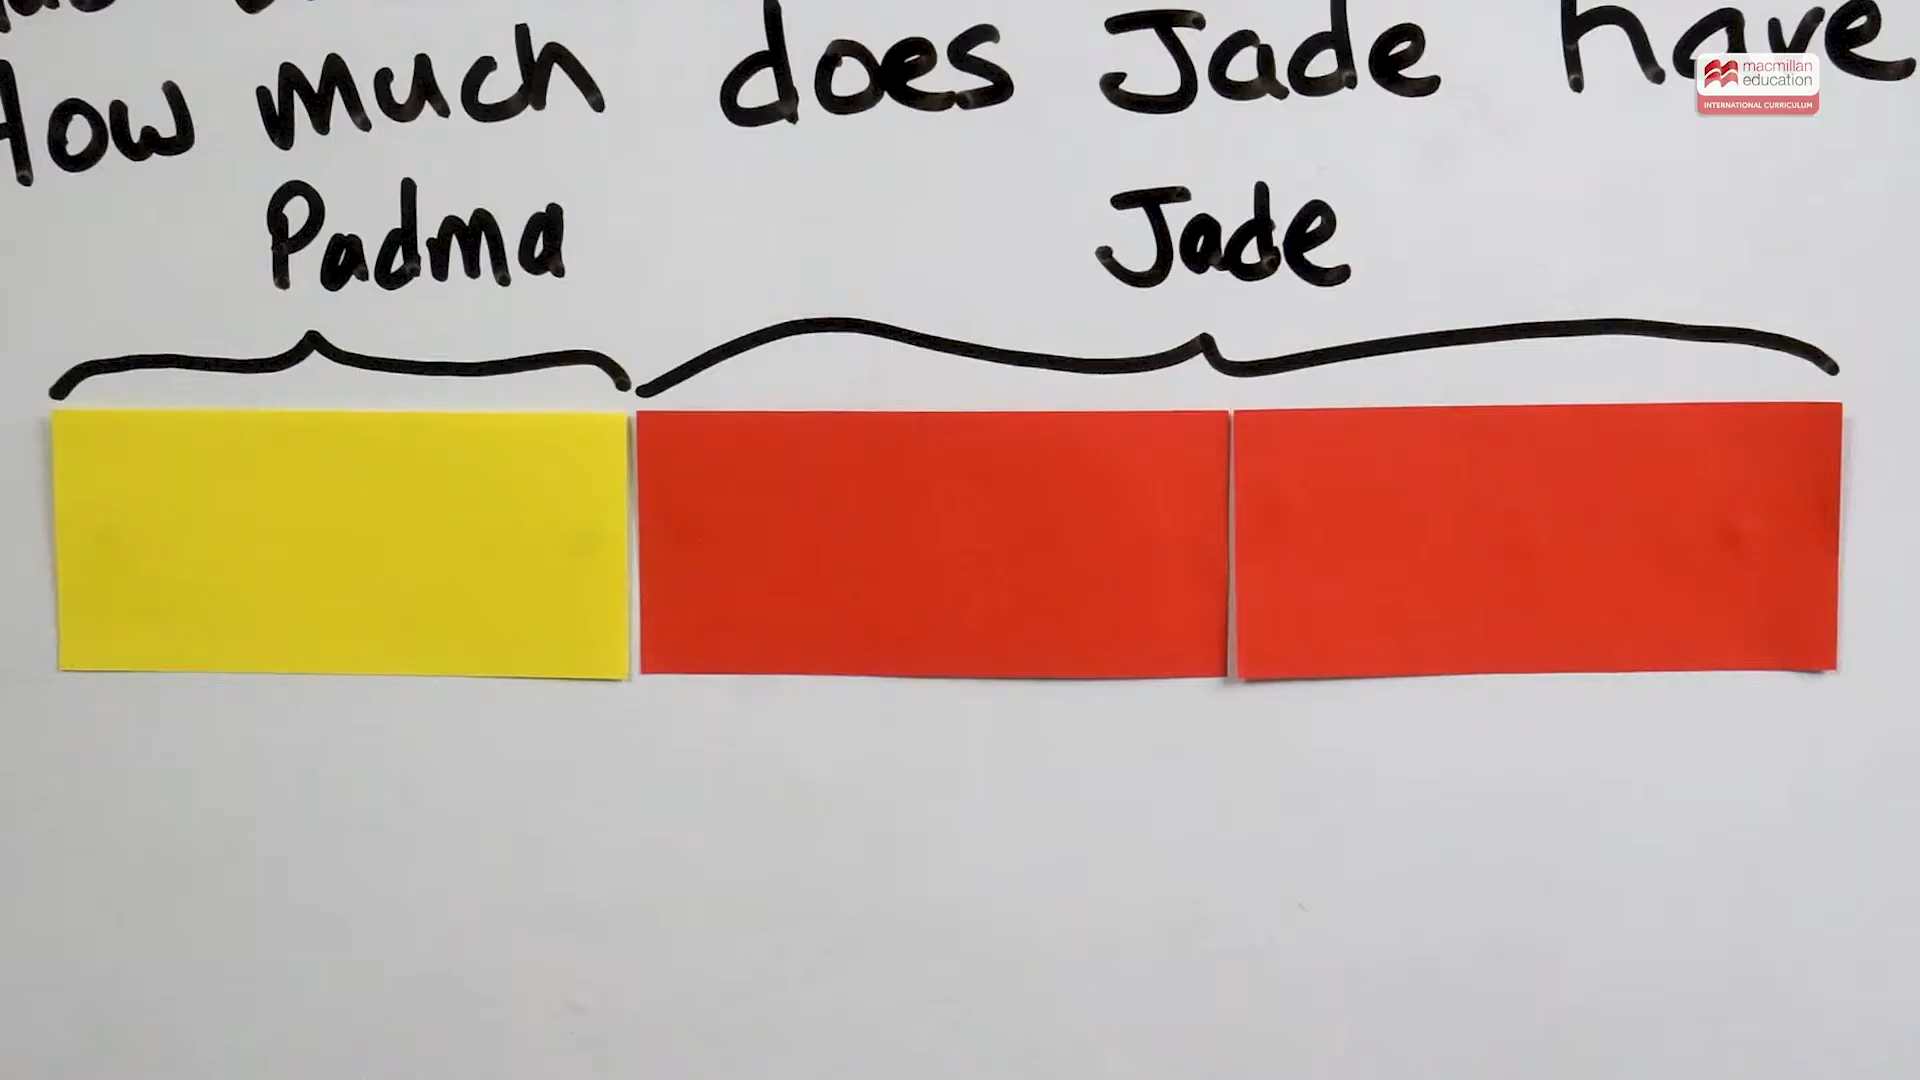 How much does Jade have
macmillan
education
INTERNATIONAL CURRICULUM
Padma Jade